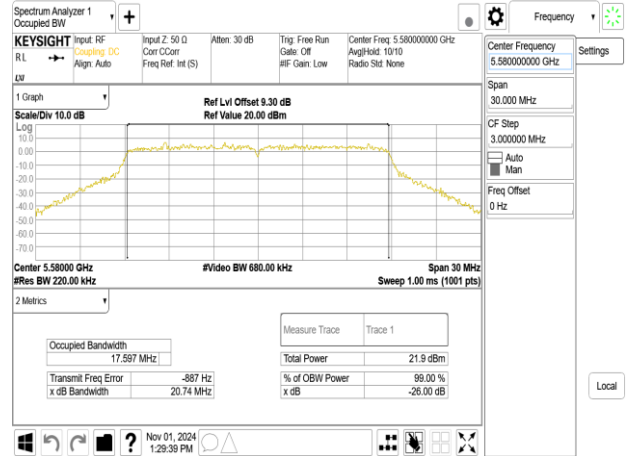 Spectrum Analyzer 1
Occupied BW
Frequency
KEYSIGHT
Input: RF
Coupling: DC
Align: Auto
Input Z: 50 Ω
Corr CCorr
Freq Ref: Int (S)
Atten: 30 dB
Trig: Free Run
Gate: Off
#IF Gain: Low
Center Freq: 5.580000000 GHz
Avg|Hold: 10/10
Radio Std: None
R L
LXI
Center Frequency
5.580000000 GHz
Settings
Span
30.000 MHz
CF Step
3.000000 MHz
Auto
Man
Freq Offset
0 Hz
Local
1 Graph
Scale/Div 10.0 dB
Ref Lvl Offset 9.30 dB
Ref Value 20.00 dBm
Log
10.0
0.00
-10.0
-20.0
-30.0
-40.0
-50.0
-60.0
-70.0
Center 5.58000 GHz
#Res BW 220.00 kHz
#Video BW 680.00 kHz
Span 30 MHz
Sweep 1.00 ms (1001 pts)
2 Metrics
Measure Trace
Trace 1
Occupied Bandwidth
17.597 MHz
Total Power
21.9 dBm
Transmit Freq Error
-887 Hz
% of OBW Power
99.00 %
x dB Bandwidth
20.74 MHz
x dB
-26.00 dB
Nov 01, 2024
1:29:39 PM